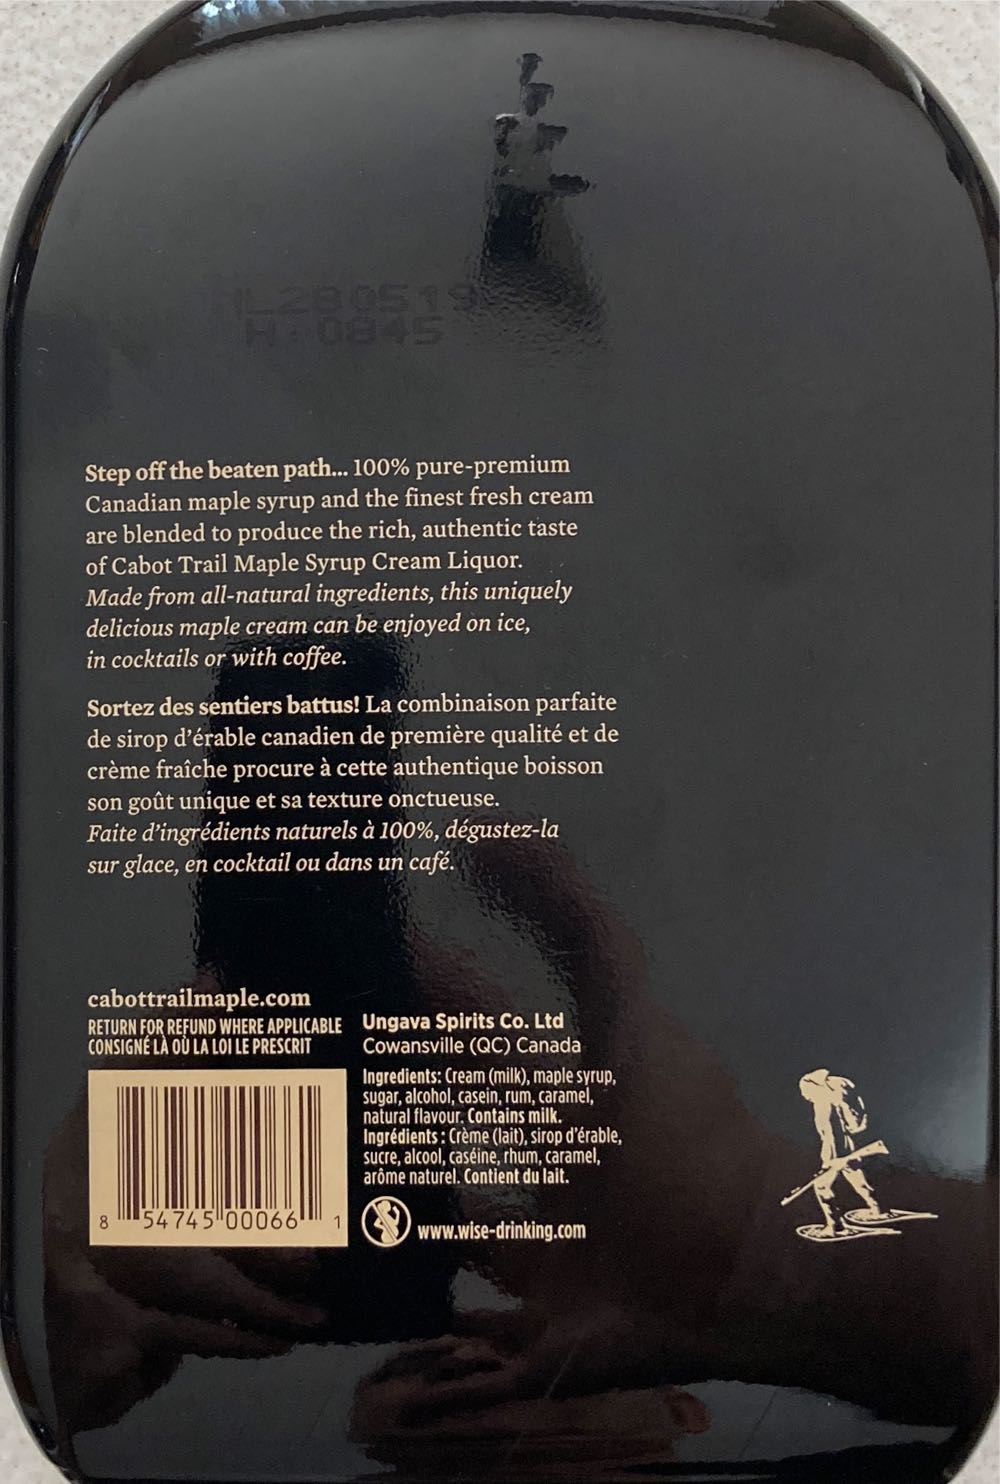 NL280519
H:0845
Step off the beaten path... 100% pure-premium
Canadian maple syrup and the finest fresh cream
are blended to produce the rich, authentic taste
of Cabot Trail Maple Syrup Cream Liquor.
Made from all-natural ingredients, this uniquely
delicious maple cream can be enjoyed on ice,
in cocktails or with coffee.
Sortez des sentiers battus! La combinaison parfaite
de sirop d'érable canadien de première qualité et de
crème fraîche procure à cette authentique boisson
son goût unique et sa texture onctueuse.
Faite d'ingrédients naturels à 100%, dégustez-la
sur glace, en cocktail ou dans un café.
cabottrailmaple.com
RETURN FOR REFUND WHERE APPLICABLE
CONSIGNÉ LÀ OÙ LA LOI LE PRESCRIT
8 54745 00066 1
Ungava Spirits Co. Ltd
Cowansville (QC) Canada
Ingredients: Cream (milk), maple syrup,
sugar, alcohol, casein, rum, caramel,
natural flavour. Contains milk.
Ingrédients : Crème (lait), sirop d'érable,
sucre, alcool, caséine, rhum, caramel,
arôme naturel. Contient du lait.
www.wise-drinking.com